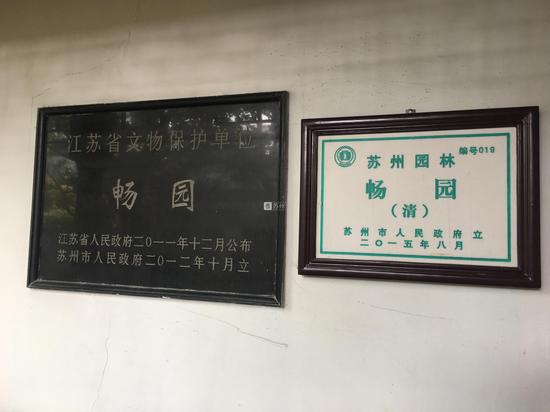 江苏省文物保护单位
畅园
江苏省人民政府二〇一一年十二月公布
苏州市人民政府二〇一二年十月立
苏州
编号019
苏州园林
畅园
（清）
苏州市人民政府立
二〇一五年八月